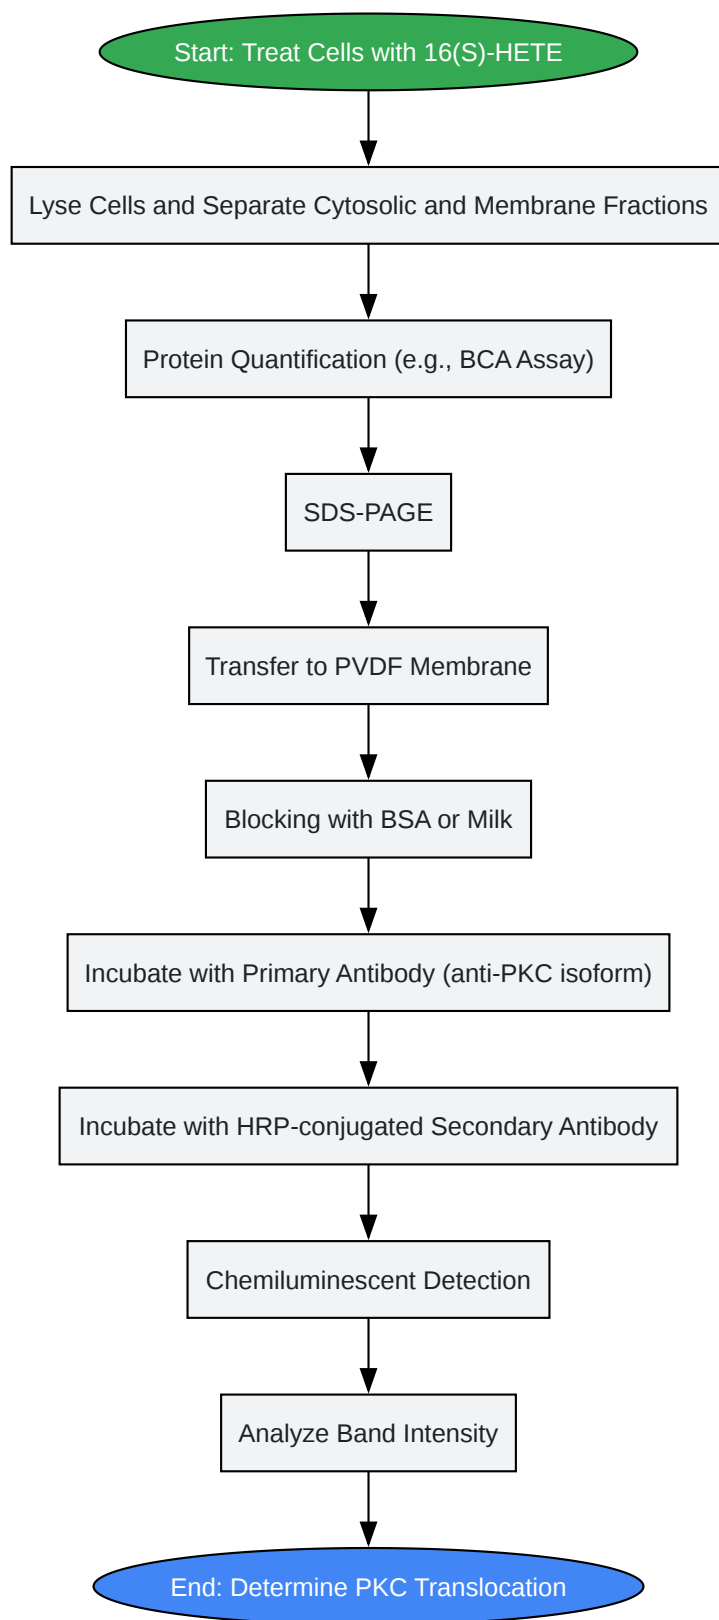 Start: Treat Cells with 16(S)-HETE
Lyse Cells and Separate Cytosolic and Membrane Fractions
Protein Quantification (e.g., BCA Assay)
SDS-PAGE
Transfer to PVDF Membrane
Blocking with BSA or Milk
Incubate with Primary Antibody (anti-PKC isoform)
Incubate with HRP-conjugated Secondary Antibody
Chemiluminescent Detection
Analyze Band Intensity
End: Determine PKC Translocation